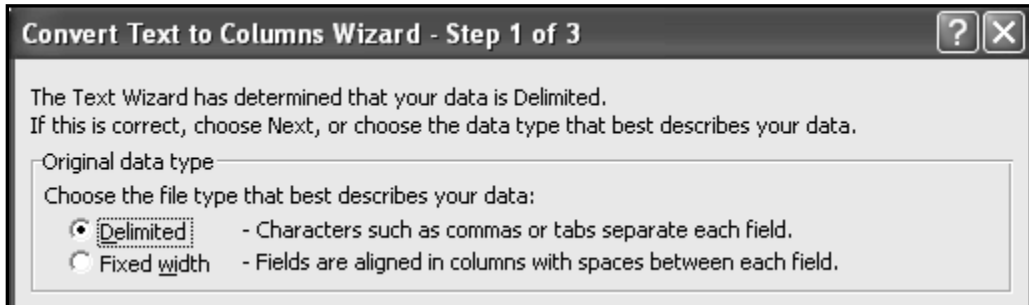 Convert Text to Columns Wizard - Step 1 of 3
The Text Wizard has determined that your data is Delimited.
If this is correct, choose Next, or choose the data type that best describes your data.
Original data type
Choose the file type that best describes your data:
Delimited - Characters such as commas or tabs separate each field.
Fixed width - Fields are aligned in columns with spaces between each field.